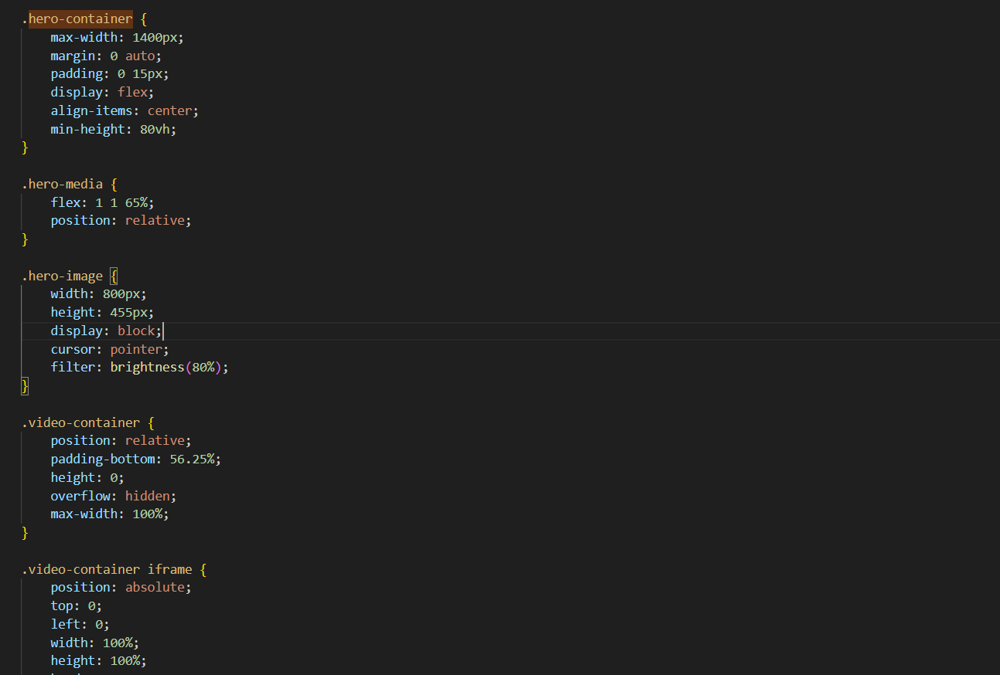 .hero-container {
    max-width: 1400px;
    margin: 0 auto;
    padding: 0 15px;
    display: flex;
    align-items: center;
    min-height: 80vh;
}

.hero-media {
    flex: 1 1 65%;
    position: relative;
}

.hero-image {
    width: 800px;
    height: 455px;
    display: block;
    cursor: pointer;
    filter: brightness(80%);
}

.video-container {
    position: relative;
    padding-bottom: 56.25%;
    height: 0;
    overflow: hidden;
    max-width: 100%;
}

.video-container iframe {
    position: absolute;
    top: 0;
    left: 0;
    width: 100%;
    height: 100%;